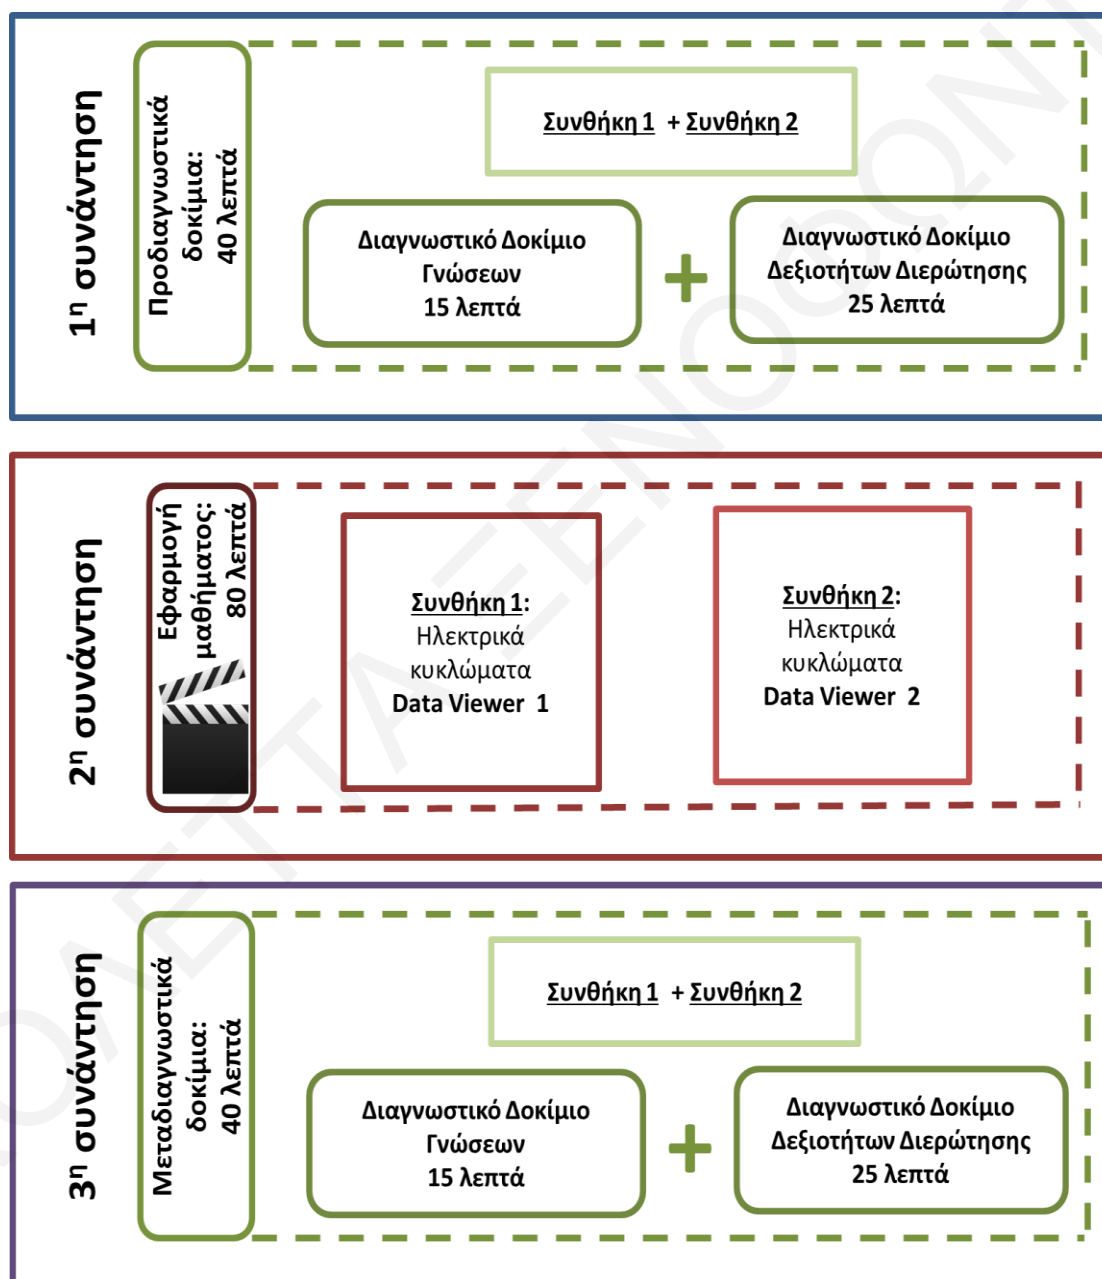 1η συνάντηση
Προδιαγνωστικά
δοκίμια:
40 λεπτά
Συνθήκη 1 + Συνθήκη 2
Διαγνωστικό Δοκίμιο
Γνώσεων
15 λεπτά
+
Διαγνωστικό Δοκίμιο
Δεξιοτήτων Διερώτησης
25 λεπτά
2η συνάντηση
Εφαρμογή
μαθήματος:
80 λεπτά
Συνθήκη 1:
Ηλεκτρικά
κυκλώματα
Data Viewer 1
Συνθήκη 2:
Ηλεκτρικά
κυκλώματα
Data Viewer 2
3η συνάντηση
Μεταδιαγνωστικά
δοκίμια:
40 λεπτά
Συνθήκη 1 + Συνθήκη 2
Διαγνωστικό Δοκίμιο
Γνώσεων
15 λεπτά
+
Διαγνωστικό Δοκίμιο
Δεξιοτήτων Διερώτησης
25 λεπτά